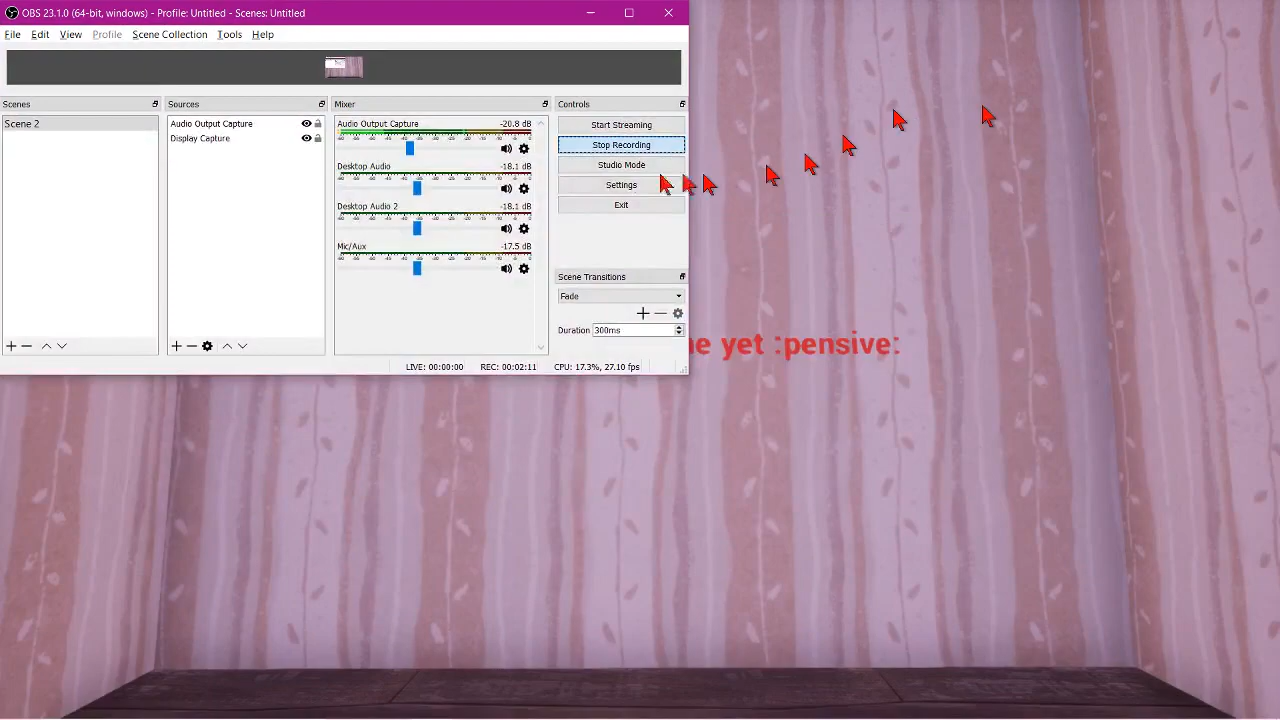 OBS 23.1.0 (64-bit, windows) - Profile: Untitled - Scenes: Untitled
File Edit View Profile Scene Collection Tools Help
Scenes
Scene 2
Sources
Audio Output Capture
Display Capture
Mixer
Audio Output Capture -20.8 dB
Desktop Audio -18.1 dB
Desktop Audio 2 -18.1 dB
Mic/Aux -17.5 dB
Controls
Start Streaming
Stop Recording
Studio Mode
Settings
Exit
Scene Transitions
Fade
Duration 300ms
yet :pensive:
LIVE: 00:00:00 REC: 00:02:11 CPU: 17.3%, 27.10 fps